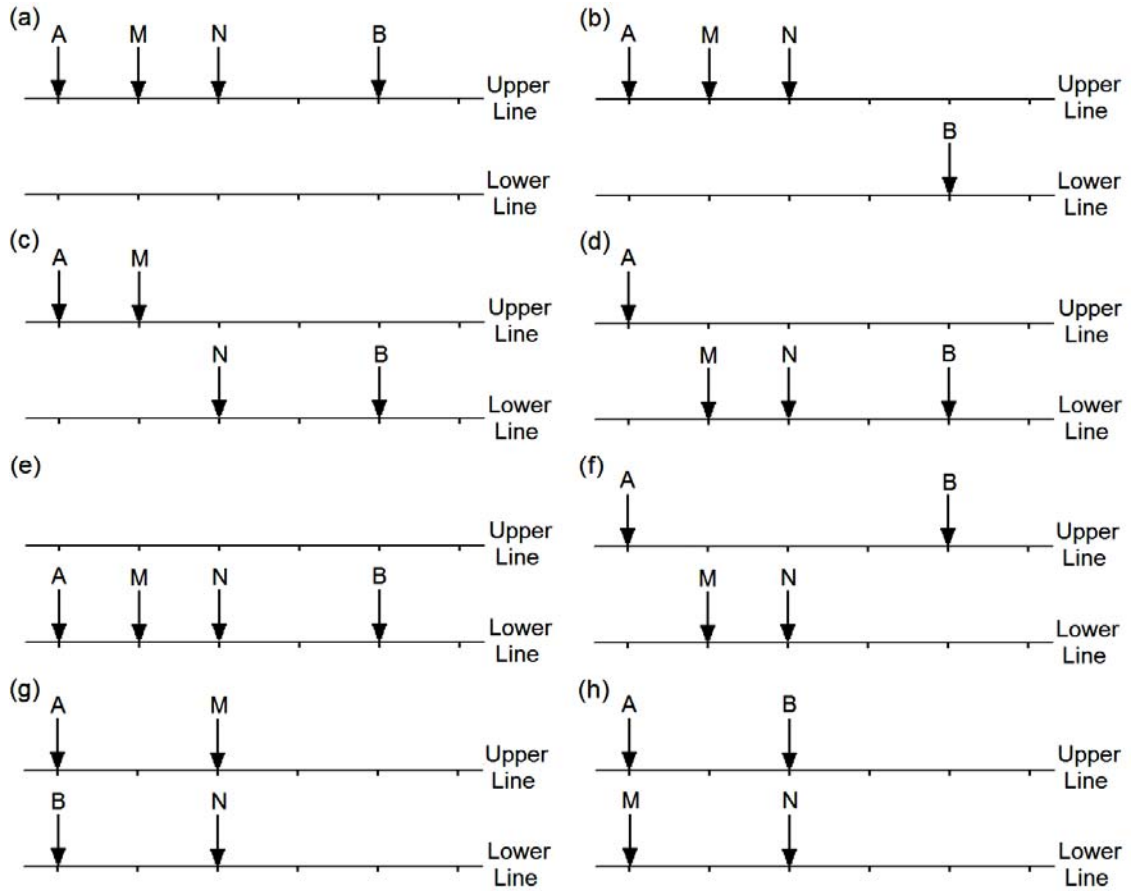 (a)
A M N B
Upper
Line
Lower
Line
(b)
A M N
Upper
Line
B
Lower
Line
(c)
A M
Upper
Line
N B
Lower
Line
(d)
A
Upper
Line
M N B
Lower
Line
(e)
Upper
Line
A M N B
Lower
Line
(f)
A B
Upper
Line
M N
Lower
Line
(g)
A M
Upper
Line
B N
Lower
Line
(h)
A B
Upper
Line
M N
Lower
Line